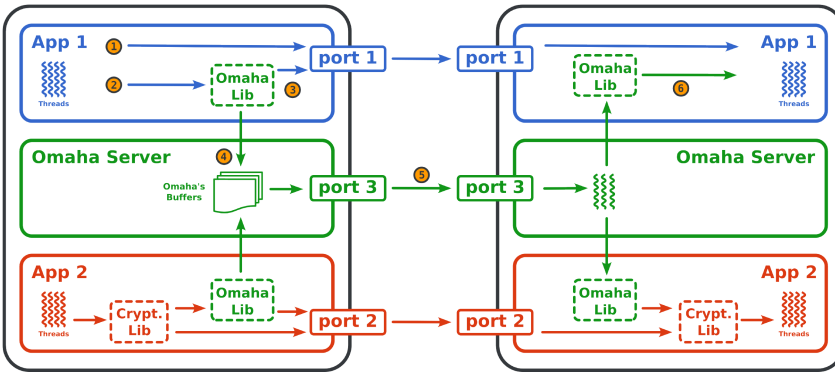 App 1
1
2
Threads
Omaha
Lib
3
port 1
port 1
App 1
Omaha
Lib
6
Threads
Omaha Server
4
Omaha's
Buffers
port 3
5
port 3
Omaha Server
App 2
Threads
Crypt.
Lib
Omaha
Lib
port 2
port 2
App 2
Omaha
Lib
Crypt.
Lib
Threads